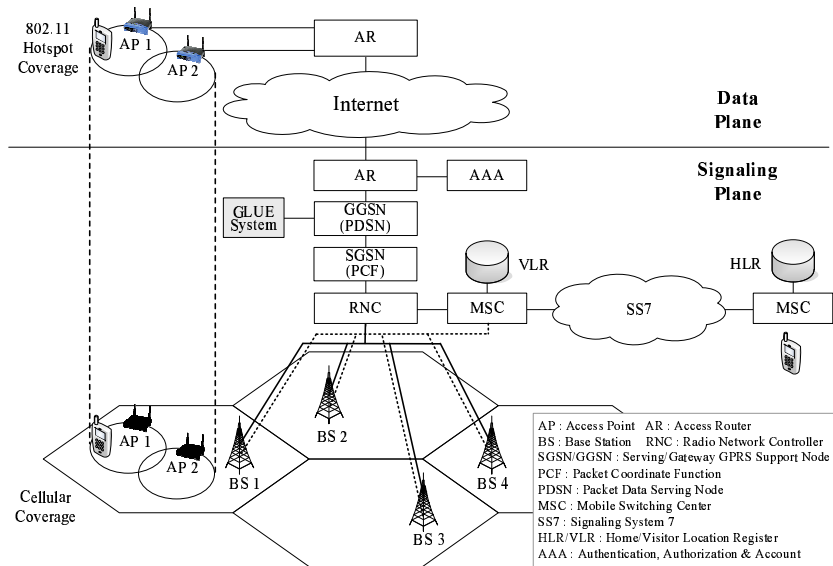 802.11
Hotspot
Coverage
AP 1
AP 2
AR
Internet
Data
Plane
Signaling
Plane
AR
AAA
GLUE
System
GGSN
(PDSN)
SGSN
(PCF)
VLR
HLR
RNC
MSC
SS7
MSC
AP 1
AP 2
BS 1
BS 2
BS 3
BS 4
Cellular
Coverage
AP : Access Point AR : Access Router
BS : Base Station RNC : Radio Network Controller
SGSN/GGSN : Serving/Gateway GPRS Support Node
PCF : Packet Coordinate Function
PDSN : Packet Data Serving Node
MSC : Mobile Switching Center
SS7 : Signaling System 7
HLR/VLR : Home/Visitor Location Register
AAA : Authentication, Authorization & Account